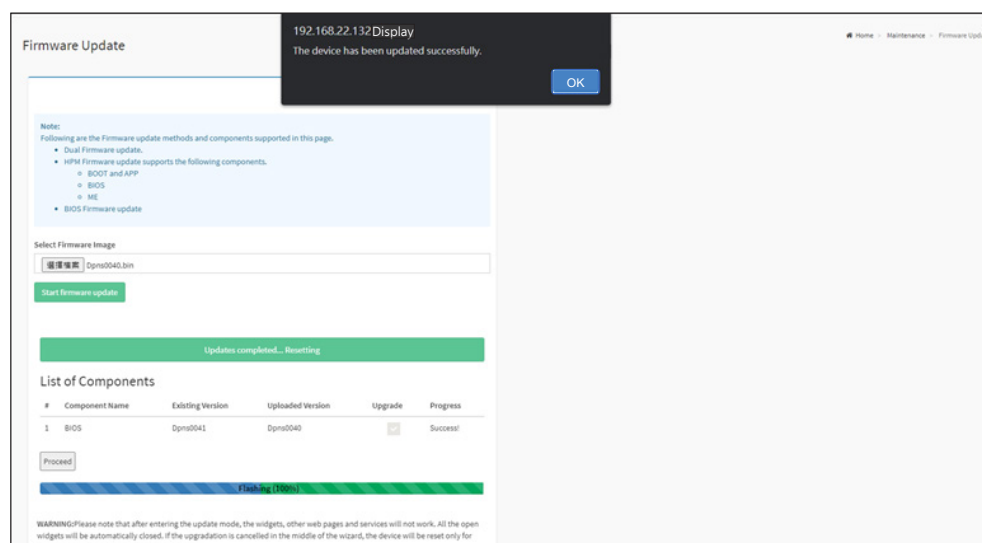 192.168.22.132 Display
The device has been updated successfully.
OK
Firmware Update
Home > Maintenance > Firmware Upd
Note:
Following are the Firmware update methods and components supported in this page.
Dual Firmware update.
HPM Firmware update supports the following components.
BOOT and APP
BIOS
ME
BIOS Firmware update
Select Firmware Image
選擇檔案 Dpns0040.bin
Start firmware update
Updates completed... Resetting
List of Components
# Component Name Existing Version Uploaded Version Upgrade Progress
1 BIOS Dpns0041 Dpns0040 Success!
Proceed
Flashing (100%)
WARNING:Please note that after entering the update mode, the widgets, other web pages and services will not work. All the open
widgets will be automatically closed. If the upgradation is cancelled in the middle of the wizard, the device will be reset only for